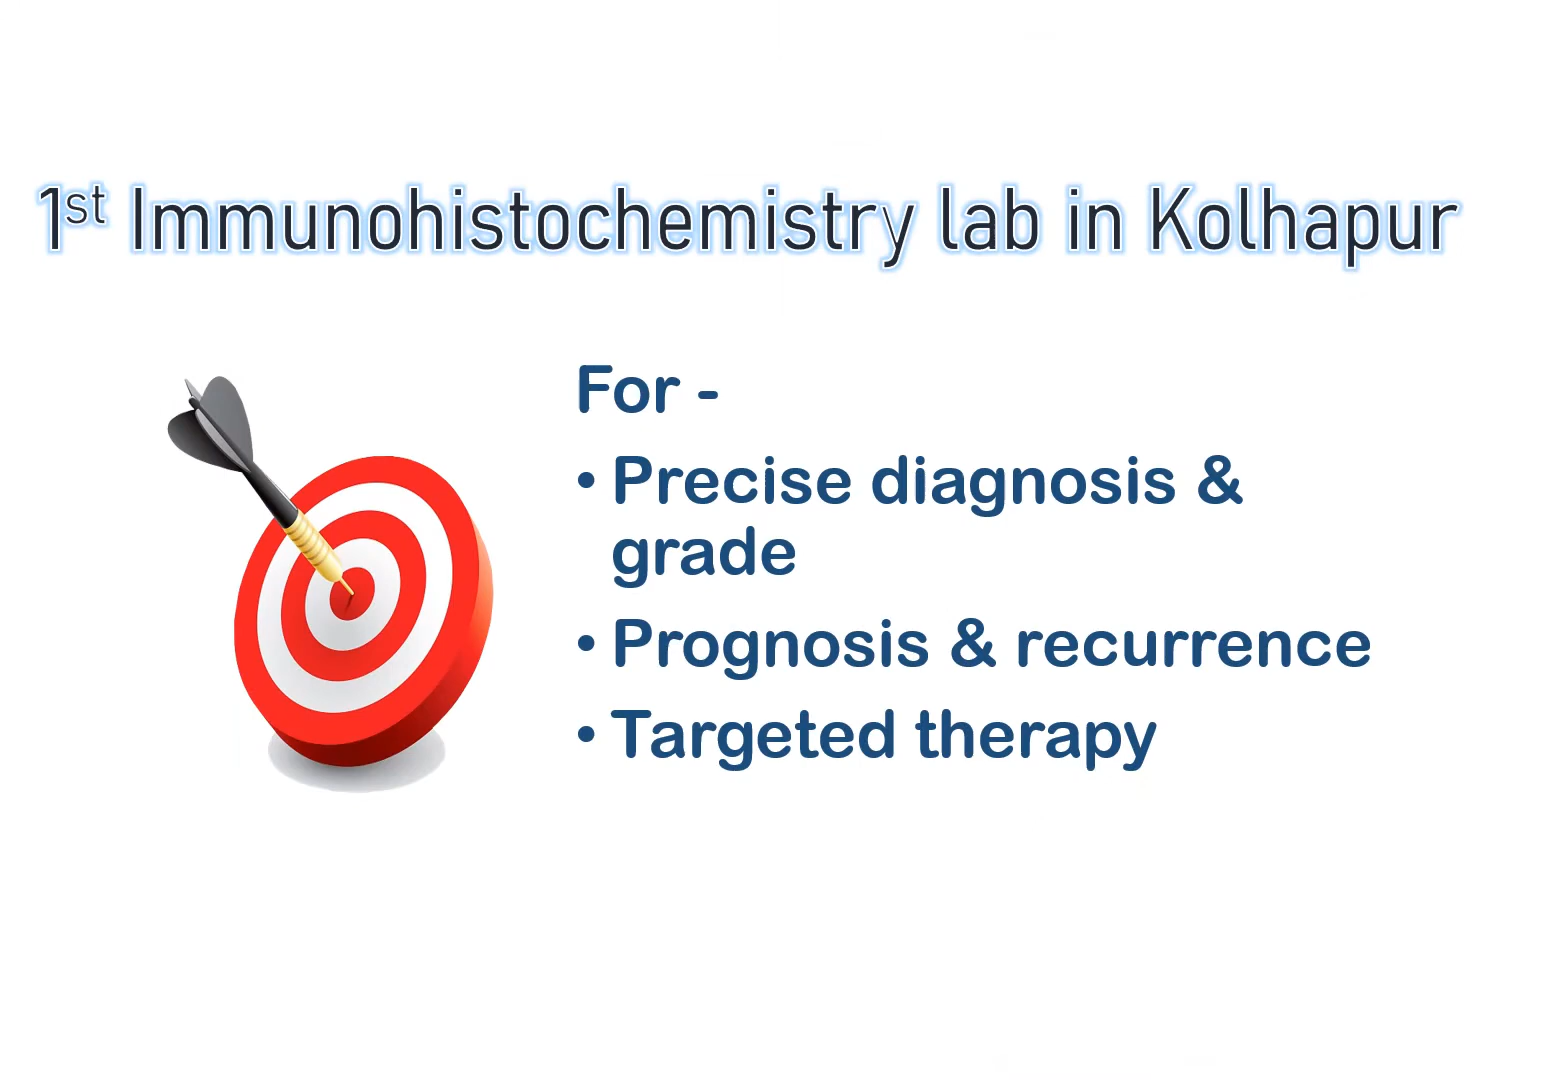 1st Immunohistochemistry lab in Kolhapur
For -
• Precise diagnosis &
grade
• Prognosis & recurrence
• Targeted therapy